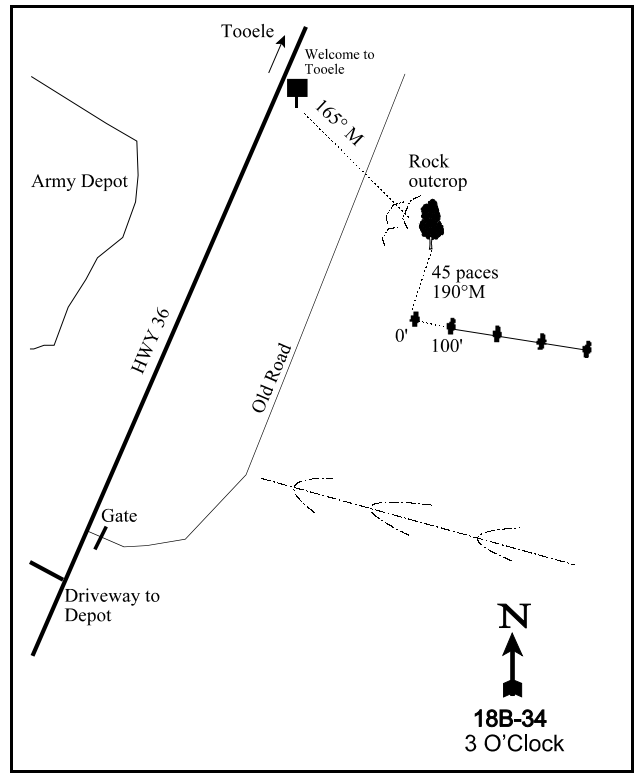 Tooele
Welcome to
Tooele
165° M
Army Depot
Rock
outcrop
45 paces
190°M
0'
100'
HWY 36
Old Road
Gate
Driveway to
Depot
N
18B-34
3 O'Clock